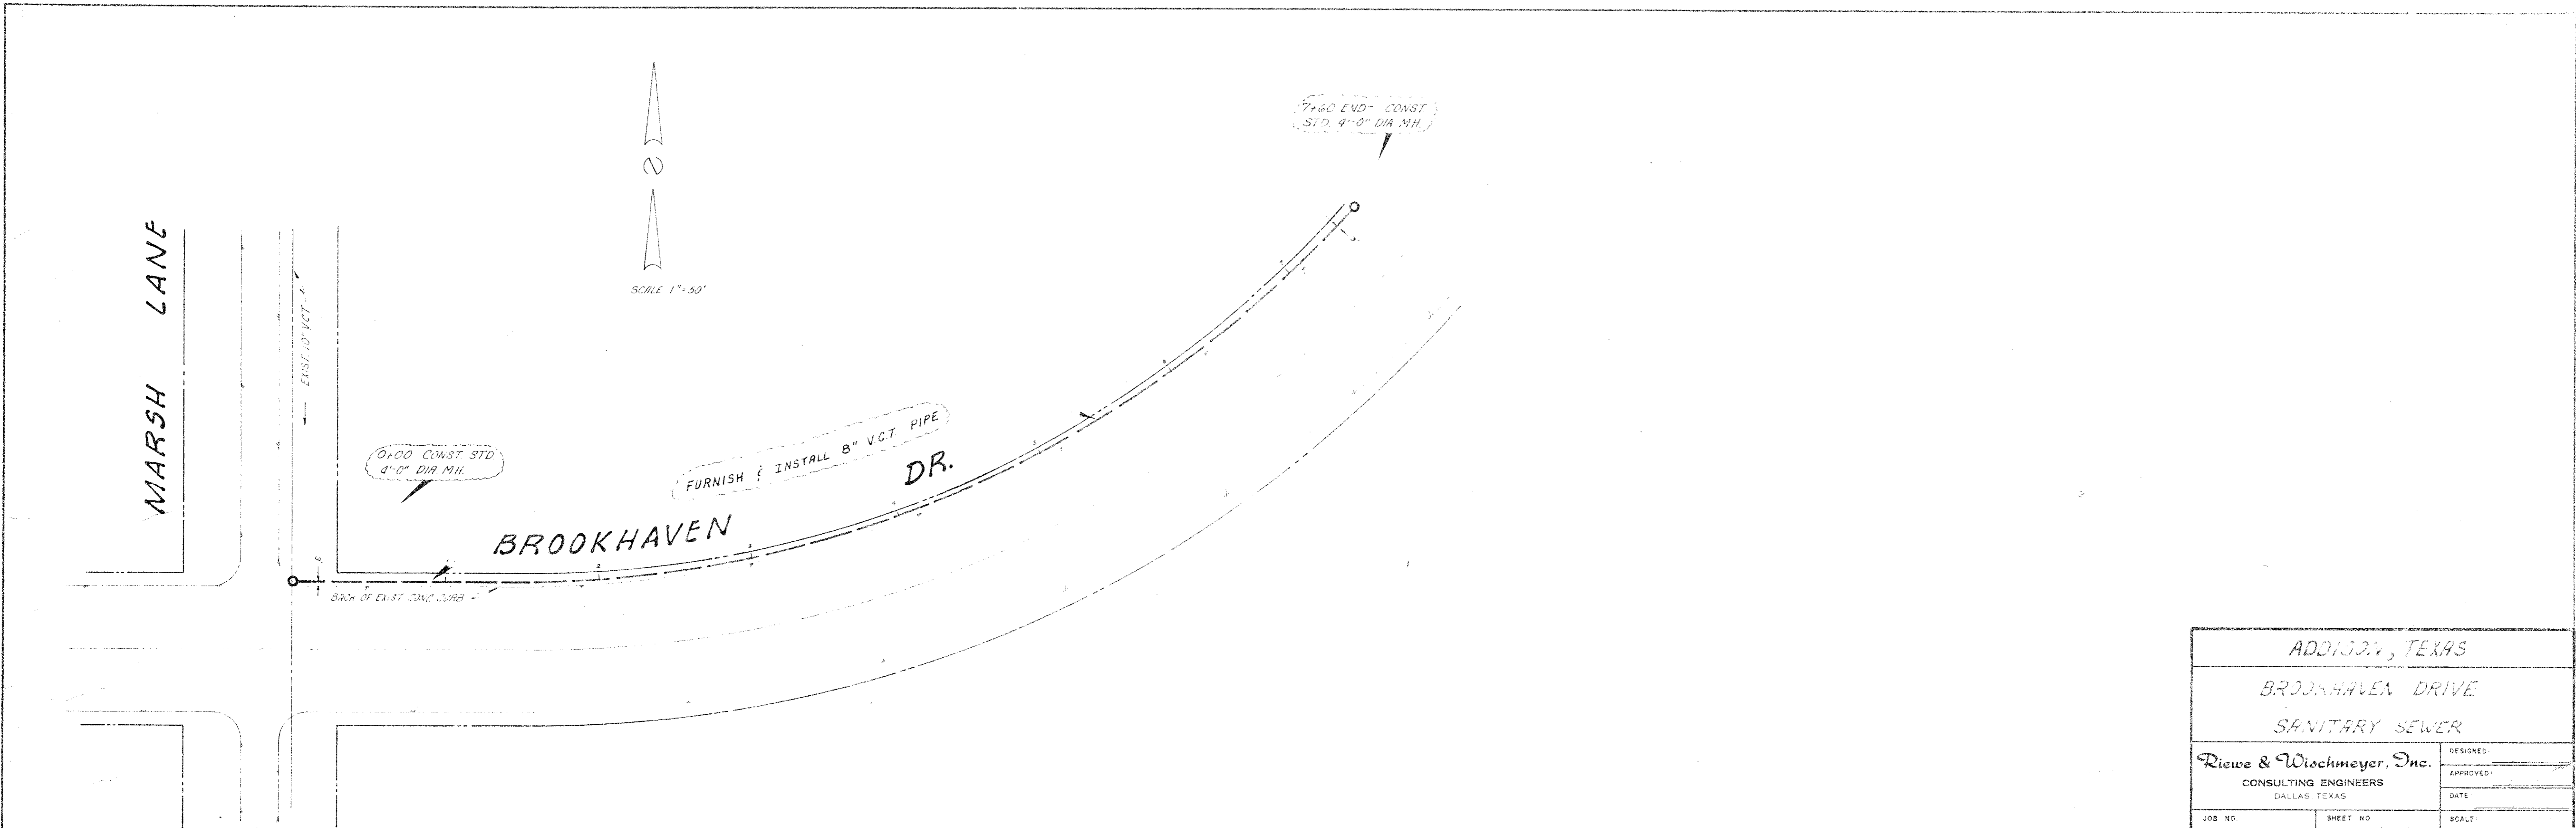 7+60 END - CONST
STD. 4'-0" DIA MH.
MARSH LANE
EXIST. 10" VCT
SCALE 1"=50'
0+00 CONST STD
4'-0" DIA MH.
FURNISH & INSTALL 8" V.C.T. PIPE
BROOKHAVEN DR.
2
3
BACK OF EXIST CONC CURB
ADDISON, TEXAS
BROOKHAVEN DRIVE
SANITARY SEWER
Riewe & Wischmeyer, Inc.
CONSULTING ENGINEERS
DALLAS TEXAS
DESIGNED:
APPROVED:
DATE
JOB NO.
SHEET NO
SCALE: